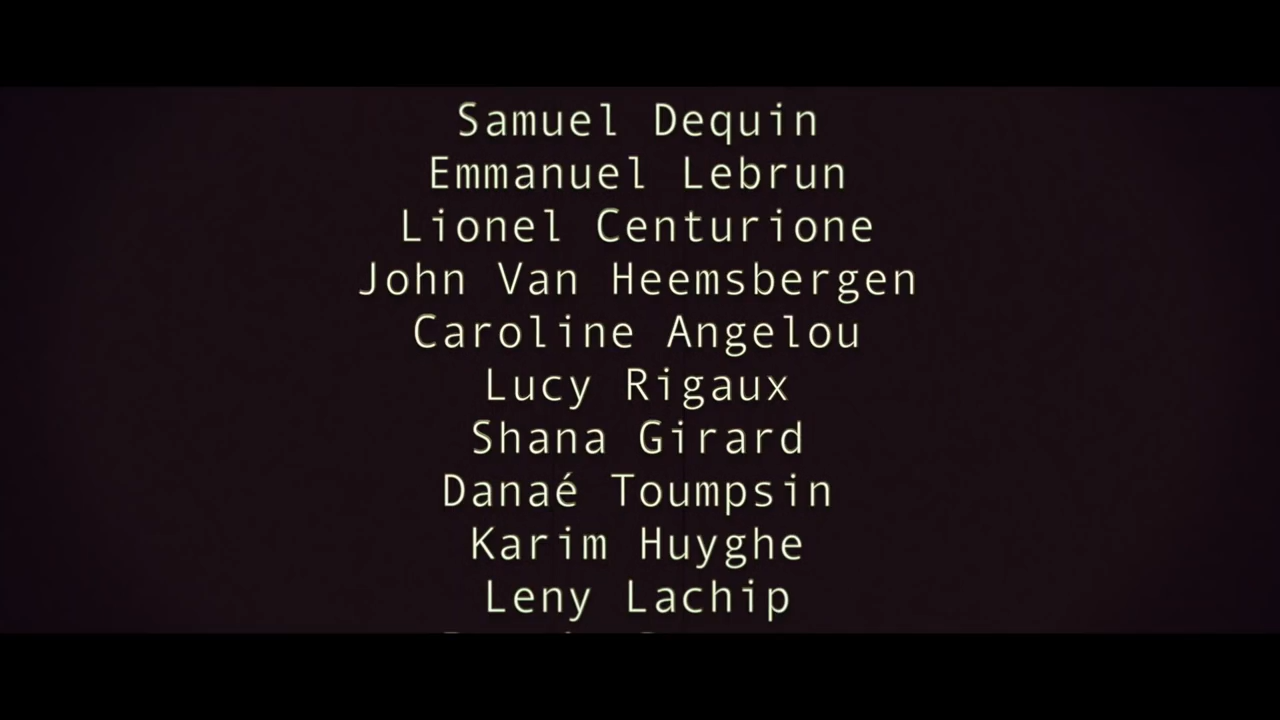 Samuel Dequin
Emmanuel Lebrun
Lionel Centurione
John Van Heemsbergen
Caroline Angelou
Lucy Rigaux
Shana Girard
Danaé Toumpsin
Karim Huyghe
Leny Lachip